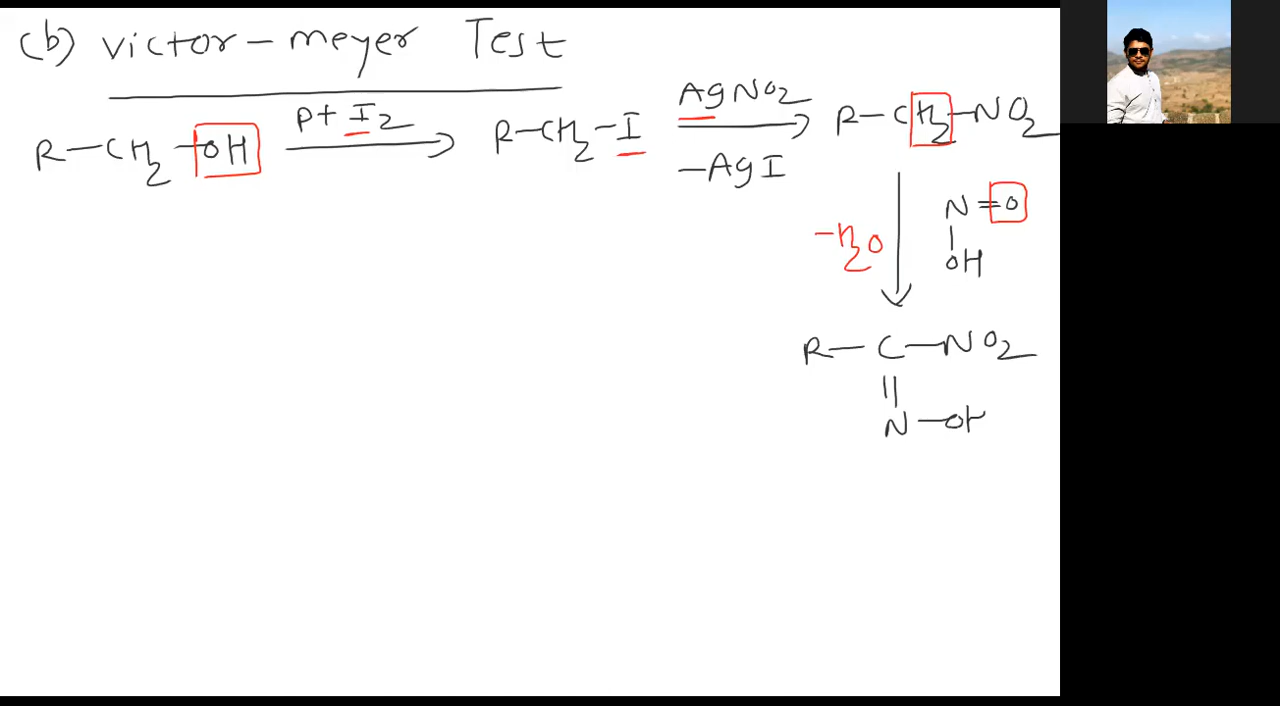 (b) victor-meyer Test
R-CH2-OH P+I2 R-CH2-I AgNO2 R-CH2-NO2
-AgI
N=O
-H2O
OH
R-C-NO2
N-OH